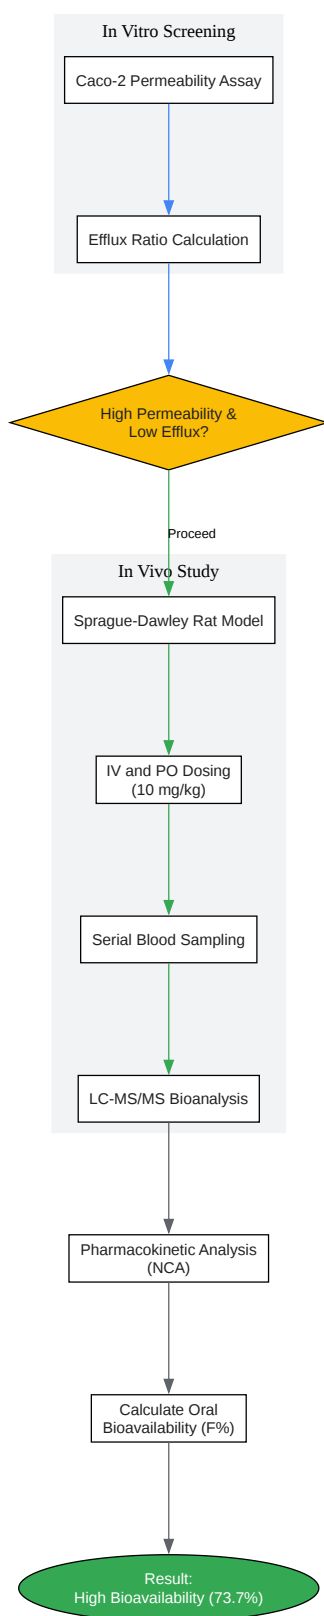 In Vitro Screening
Caco-2 Permeability Assay
Efflux Ratio Calculation
High Permeability &
Low Efflux?
Proceed
In Vivo Study
Sprague-Dawley Rat Model
IV and PO Dosing
(10 mg/kg)
Serial Blood Sampling
LC-MS/MS Bioanalysis
Pharmacokinetic Analysis
(NCA)
Calculate Oral
Bioavailability (F%)
Result:
High Bioavailability (73.7%)